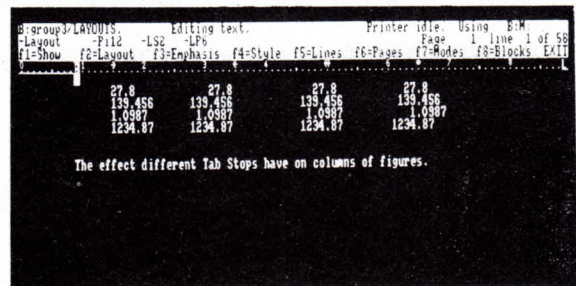 B:group3/LAYOUTS. Editing text. Printer idle. Using B:M:
-Layout -Pi12 -LS2 -LP6 Page 1 line 1 of 58
f1=Show f2=Layout f3=Emphasis f4=Style f5=Lines f6=Pages f7=Modes f8=Blocks EXIT
27.8 27.8 27.8 27.8
139.456 139.456 139.456 139.456
1.0987 1.0987 1.0987 1.0987
1234.87 1234.87 1234.87 1234.87
The effect different Tab Stops have on columns of figures.